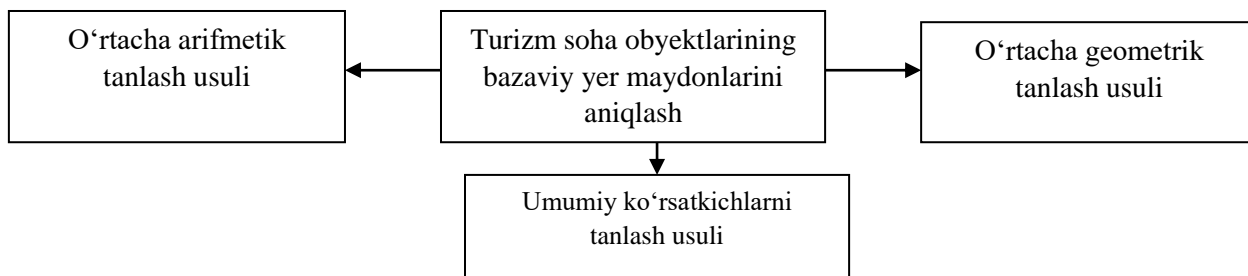 O‘rtacha arifmetik
tanlash usuli
Turizm soha obyektlarining
bazaviy yer maydonlarini
aniqlash
O‘rtacha geometrik
tanlash usuli
Umumiy ko‘rsatkichlarni
tanlash usuli